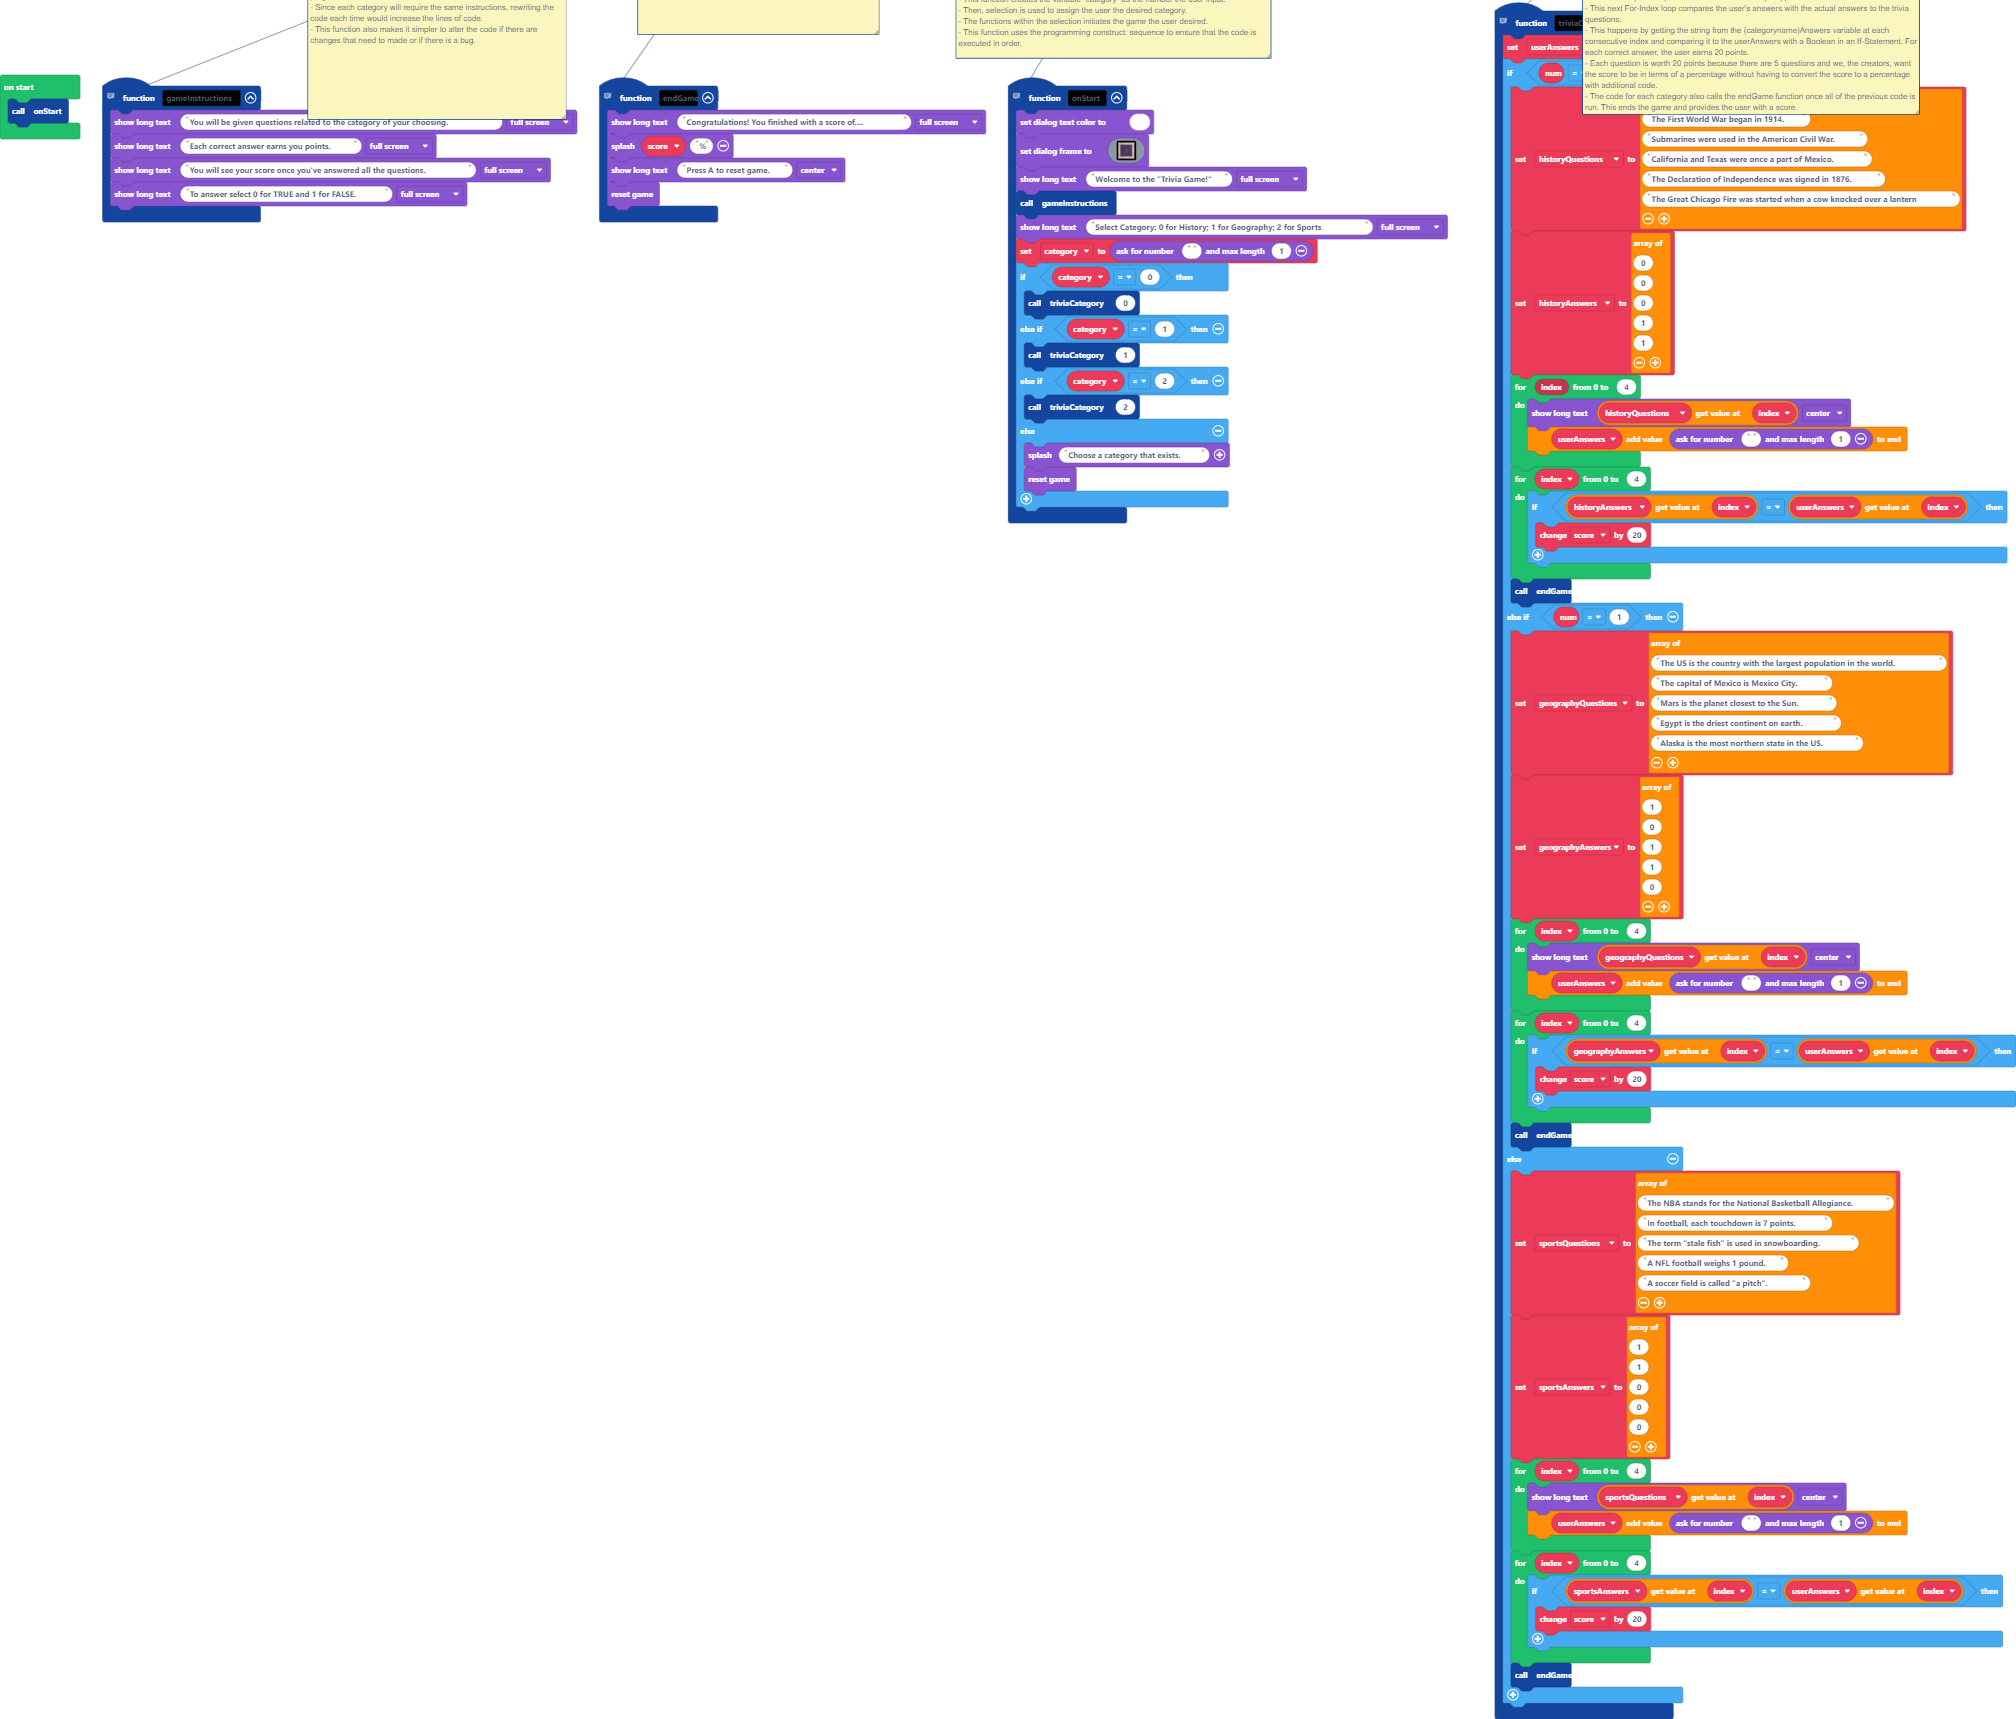 on start
call onStart
- Since each category will require the same instructions, rewriting the
code each time would increase the lines of code.
- This function also makes it simpler to alter the code if there are
changes that need to made or if there is a bug.
function gameInstructions
show long text "You will be given questions related to the category of your choosing." full screen
show long text "Each correct answer earns you points." full screen
show long text "You will see your score once you've answered all the questions." full screen
show long text "To answer select 0 for TRUE and 1 for FALSE." full screen
function endGame
show long text "Congratulations! You finished with a score of...." full screen
splash score "%"
show long text "Press A to reset game." center
reset game
- Then, selection is used to assign the user the desired category.
- The functions within the selection initiates the game the user desired.
- This function uses the programming construct: sequence to ensure that the code is
executed in order.
function onStart
set dialog text color to
set dialog frame to
show long text "Welcome to the "Trivia Game!"" full screen
call gameInstructions
show long text "Select Category: 0 for History; 1 for Geography; 2 for Sports" full screen
set category to ask for number "" and max length 1
if category = 0 then
call triviaCategory 0
else if category = 1 then
call triviaCategory 1
else if category = 2 then
call triviaCategory 2
else
splash "Choose a category that exists."
reset game
- This next For-Index loop compares the user's answers with the actual answers to the trivia
questions.
- This happens by getting the string from the (categoryname)Answers variable at each
consecutive index and comparing it to the userAnswers with a Boolean in an If-Statement. For
each correct answer, the user earns 20 points.
- Each question is worth 20 points because there are 5 questions and we, the creators, want
the score to be in terms of a percentage without having to convert the score to a percentage
with additional code.
- The code for each category also calls the endGame function once all of the previous code is
run. This ends the game and provides the user with a score.
function
set userAnswers
if num =
set historyQuestions to
The First World War began in 1914.
"Submarines were used in the American Civil War."
"California and Texas were once a part of Mexico."
"The Declaration of Independence was signed in 1876."
"The Great Chicago Fire was started when a cow knocked over a lantern"
set historyAnswers to array of
0
0
0
1
1
for index from 0 to 4
do show long text historyQuestions get value at index center
userAnswers add value ask for number "" and max length 1 to end
for index from 0 to 4
do if historyAnswers get value at index = userAnswers get value at index then
change score by 20
call endGame
else if num = 1 then
set geographyQuestions to array of
"The US is the country with the largest population in the world."
"The capital of Mexico is Mexico City."
"Mars is the planet closest to the Sun."
"Egypt is the driest continent on earth."
"Alaska is the most northern state in the US."
set geographyAnswers to array of
1
0
1
1
0
for index from 0 to 4
do show long text geographyQuestions get value at index center
userAnswers add value ask for number "" and max length 1 to end
for index from 0 to 4
do if geographyAnswers get value at index = userAnswers get value at index then
change score by 20
call endGame
else
set sportsQuestions to array of
"The NBA stands for the National Basketball Allegiance."
"In football, each touchdown is 7 points."
"The term "stale fish" is used in snowboarding."
"A NFL football weighs 1 pound."
"A soccer field is called "a pitch"."
set sportsAnswers to array of
1
1
0
0
0
for index from 0 to 4
do show long text sportsQuestions get value at index center
userAnswers add value ask for number "" and max length 1 to end
for index from 0 to 4
do if sportsAnswers get value at index = userAnswers get value at index then
change score by 20
call endGame